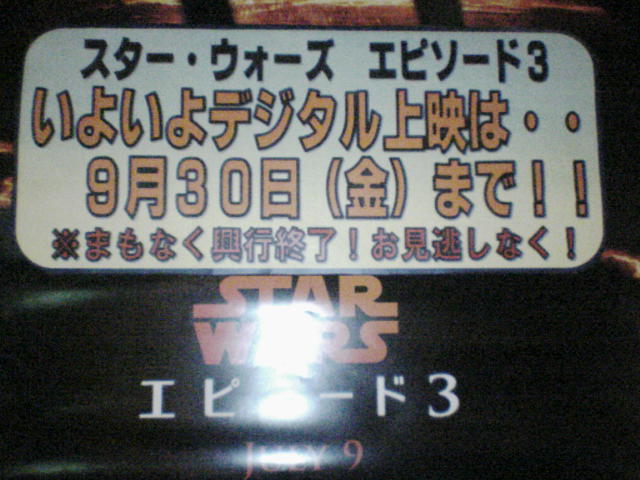 スター・ウォーズ　エピソード3
いよいよデジタル上映は・・
9月30日（金）まで！！
※まもなく興行終了！お見逃しなく！
STAR
WARS
エピソード3
JULY 9